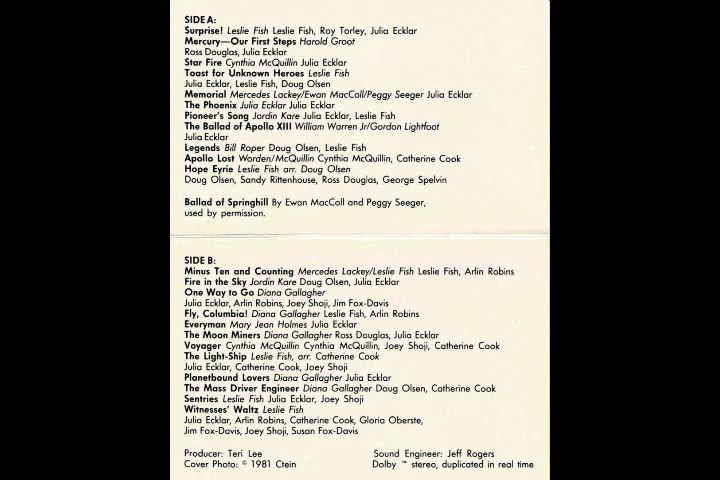 SIDE A:
Surprise! Leslie Fish Leslie Fish, Roy Torley, Julia Ecklar
Mercury—Our First Steps Harold Groot
Ross Douglas, Julia Ecklar
Star Fire Cynthia McQuillin Julia Ecklar
Toast for Unknown Heroes Leslie Fish
Julia Ecklar, Leslie Fish, Doug Olsen
Memorial Mercedes Lackey/Ewan MacColl/Peggy Seeger Julia Ecklar
The Phoenix Julia Ecklar Julia Ecklar
Pioneer's Song Jordin Kare Julia Ecklar, Leslie Fish
The Ballad of Apollo XIII William Warren Jr/Gordon Lightfoot
Julia Ecklar
Legends Bill Roper Doug Olsen, Leslie Fish
Apollo Lost Worden/McQuillin Cynthia McQuillin, Catherine Cook
Hope Eyrie Leslie Fish arr. Doug Olsen
Doug Olsen, Sandy Rittenhouse, Ross Douglas, George Spelvin
Ballad of Springhill By Ewan MacColl and Peggy Seeger,
used by permission.
SIDE B:
Minus Ten and Counting Mercedes Lackey/Leslie Fish Leslie Fish, Arlin Robins
Fire in the Sky Jordin Kare Doug Olsen, Julia Ecklar
One Way to Go Diana Gallagher
Julia Ecklar, Arlin Robins, Joey Shoji, Jim Fox-Davis
Fly, Columbia! Diana Gallagher Leslie Fish, Arlin Robins
Everyman Mary Jean Holmes Julia Ecklar
The Moon Miners Diana Gallagher Ross Douglas, Julia Ecklar
Voyager Cynthia McQuillin Cynthia McQuillin, Joey Shoji, Catherine Cook
The Light-Ship Leslie Fish, arr. Catherine Cook
Julia Ecklar, Catherine Cook, Joey Shoji
Planetbound Lovers Diana Gallagher Julia Ecklar
The Mass Driver Engineer Diana Gallagher Doug Olsen, Catherine Cook
Sentries Leslie Fish Julia Ecklar, Joey Shoji
Witnesses' Waltz Leslie Fish
Julia Ecklar, Arlin Robins, Catherine Cook, Gloria Oberste,
Jim Fox-Davis, Joey Shoji, Susan Fox-Davis
Producer: Teri Lee Sound Engineer: Jeff Rogers
Cover Photo: © 1981 Ctein Dolby ™ stereo, duplicated in real time